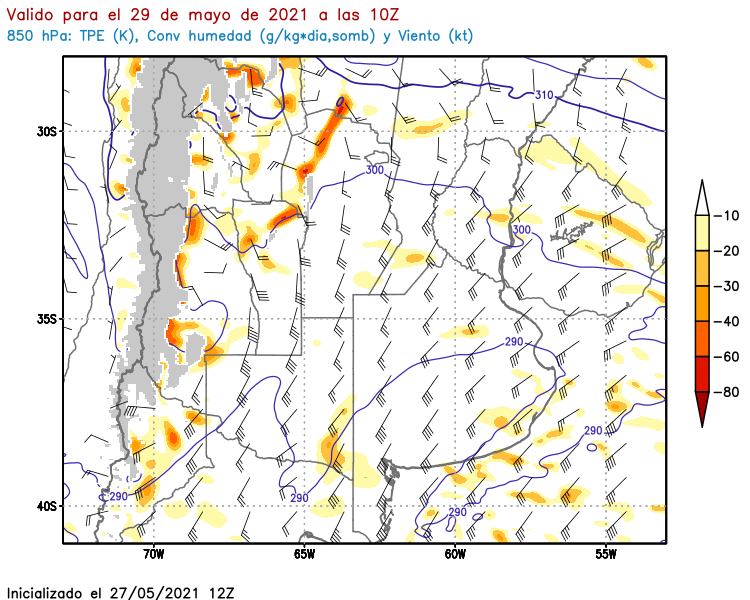 Valido para el 29 de mayo de 2021 a las 10Z
850 hPa: TPE (K), Conv humedad (g/kg*dia,somb) y Viento (kt)
310
30S
300
300
-10
-20
-30
-40
-60
-80
35S
290
290
290
290
290
40S
70W 65W 60W 55W
Inicializado el 27/05/2021 12Z